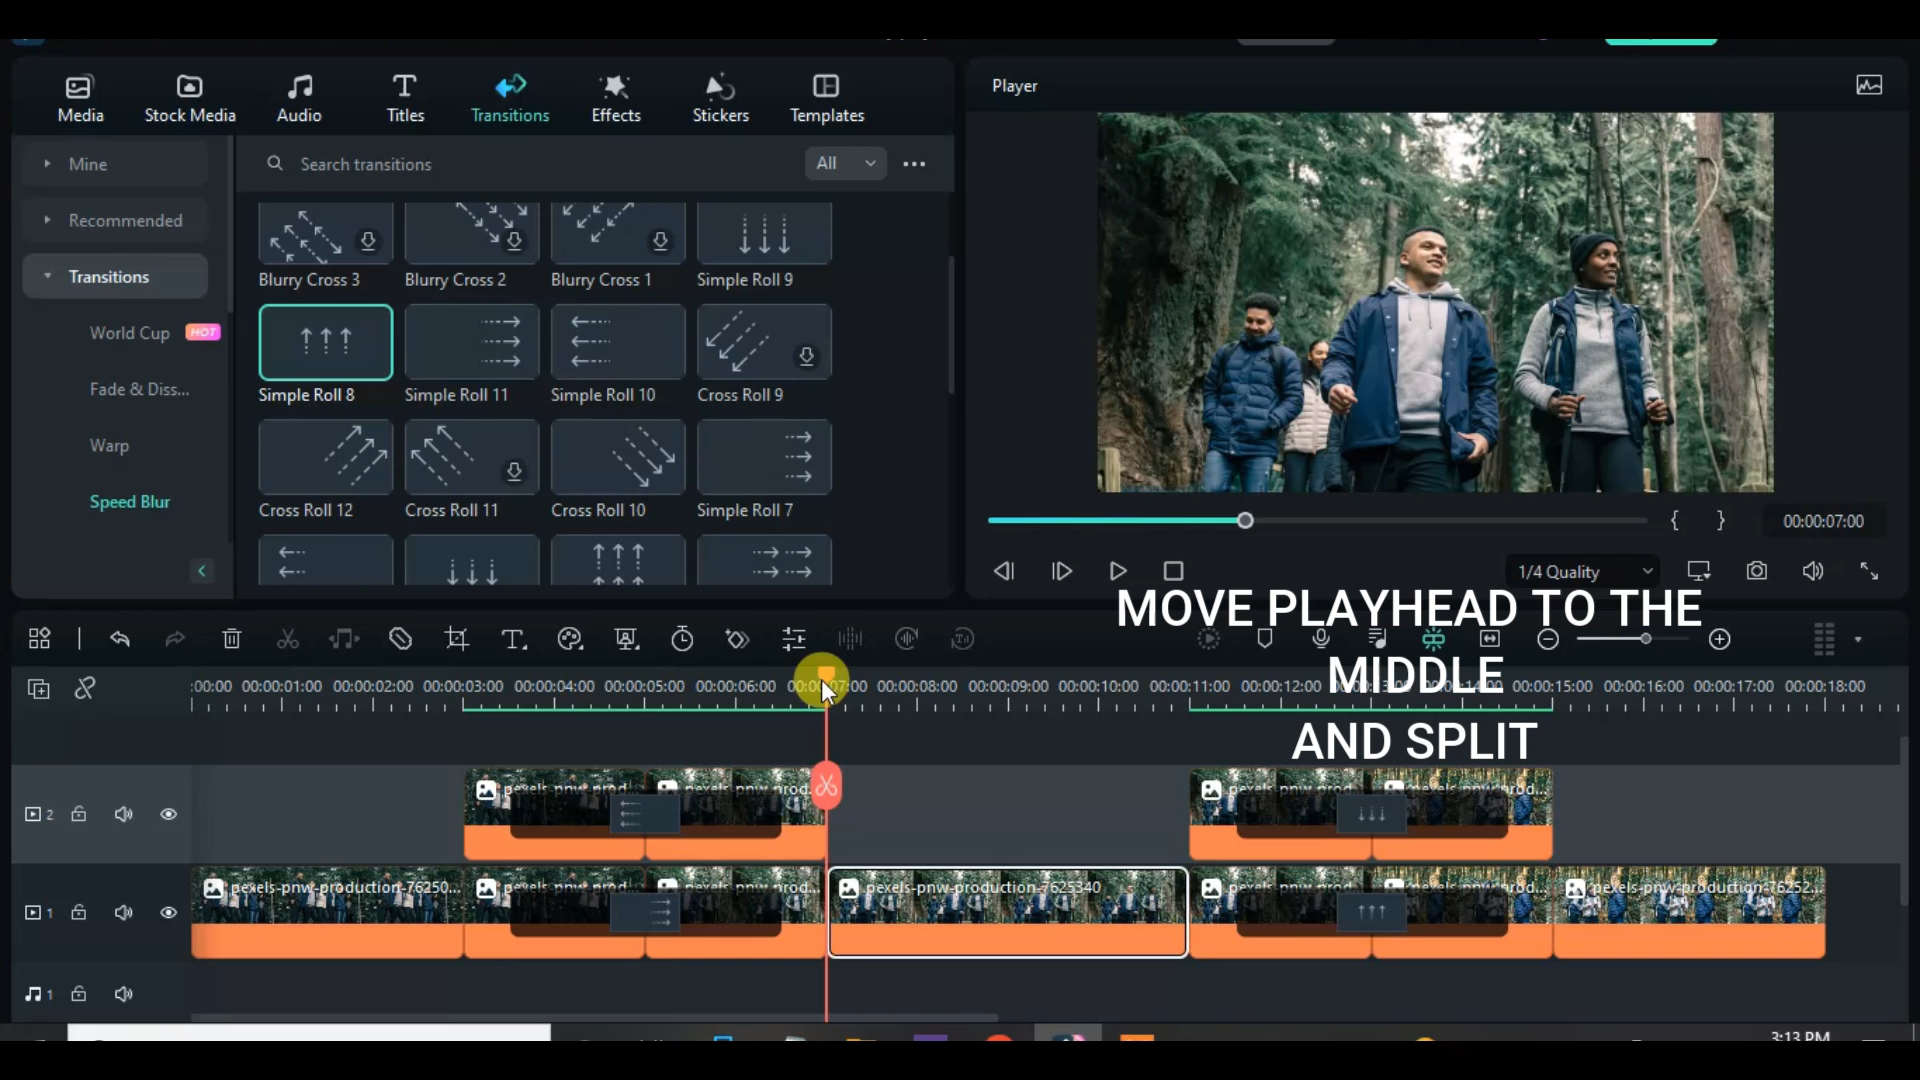 Media
Stock Media
Audio
Titles
Transitions
Effects
Stickers
Templates
Player
Mine
Search transitions
All
Recommended
Transitions
World Cup
HOT
Fade & Diss...
Warp
Speed Blur
Blurry Cross 3
Blurry Cross 2
Blurry Cross 1
Simple Roll 9
Simple Roll 8
Simple Roll 11
Simple Roll 10
Cross Roll 9
Cross Roll 12
Cross Roll 11
Cross Roll 10
Simple Roll 7
00:00:07:00
1/4 Quality
MOVE PLAYHEAD TO THE
MIDDLE
AND SPLIT
:00:00 00:00:01:00 00:00:02:00 00:00:03:00 00:00:04:00 00:00:05:00 00:00:06:00 00:00:08:00 00:00:09:00 00:00:10:00 00:00:11:00 00:00:12:00 00:00:15:00 00:00:16:00 00:00:17:00 00:00:18:00
2
pexels-pnw-prod
pexels-pnw-prod...
pexels-pnw-prod
pexels-pnw-prod...
1
pexels-pnw-production-76250...
pexels-pnw-prod
pexels-pnw-prod...
pexels-pnw-production-7625340
pexels-pnw-prod
pexels-pnw-prod...
pexels-pnw-production-76252...
1
3:13 PM